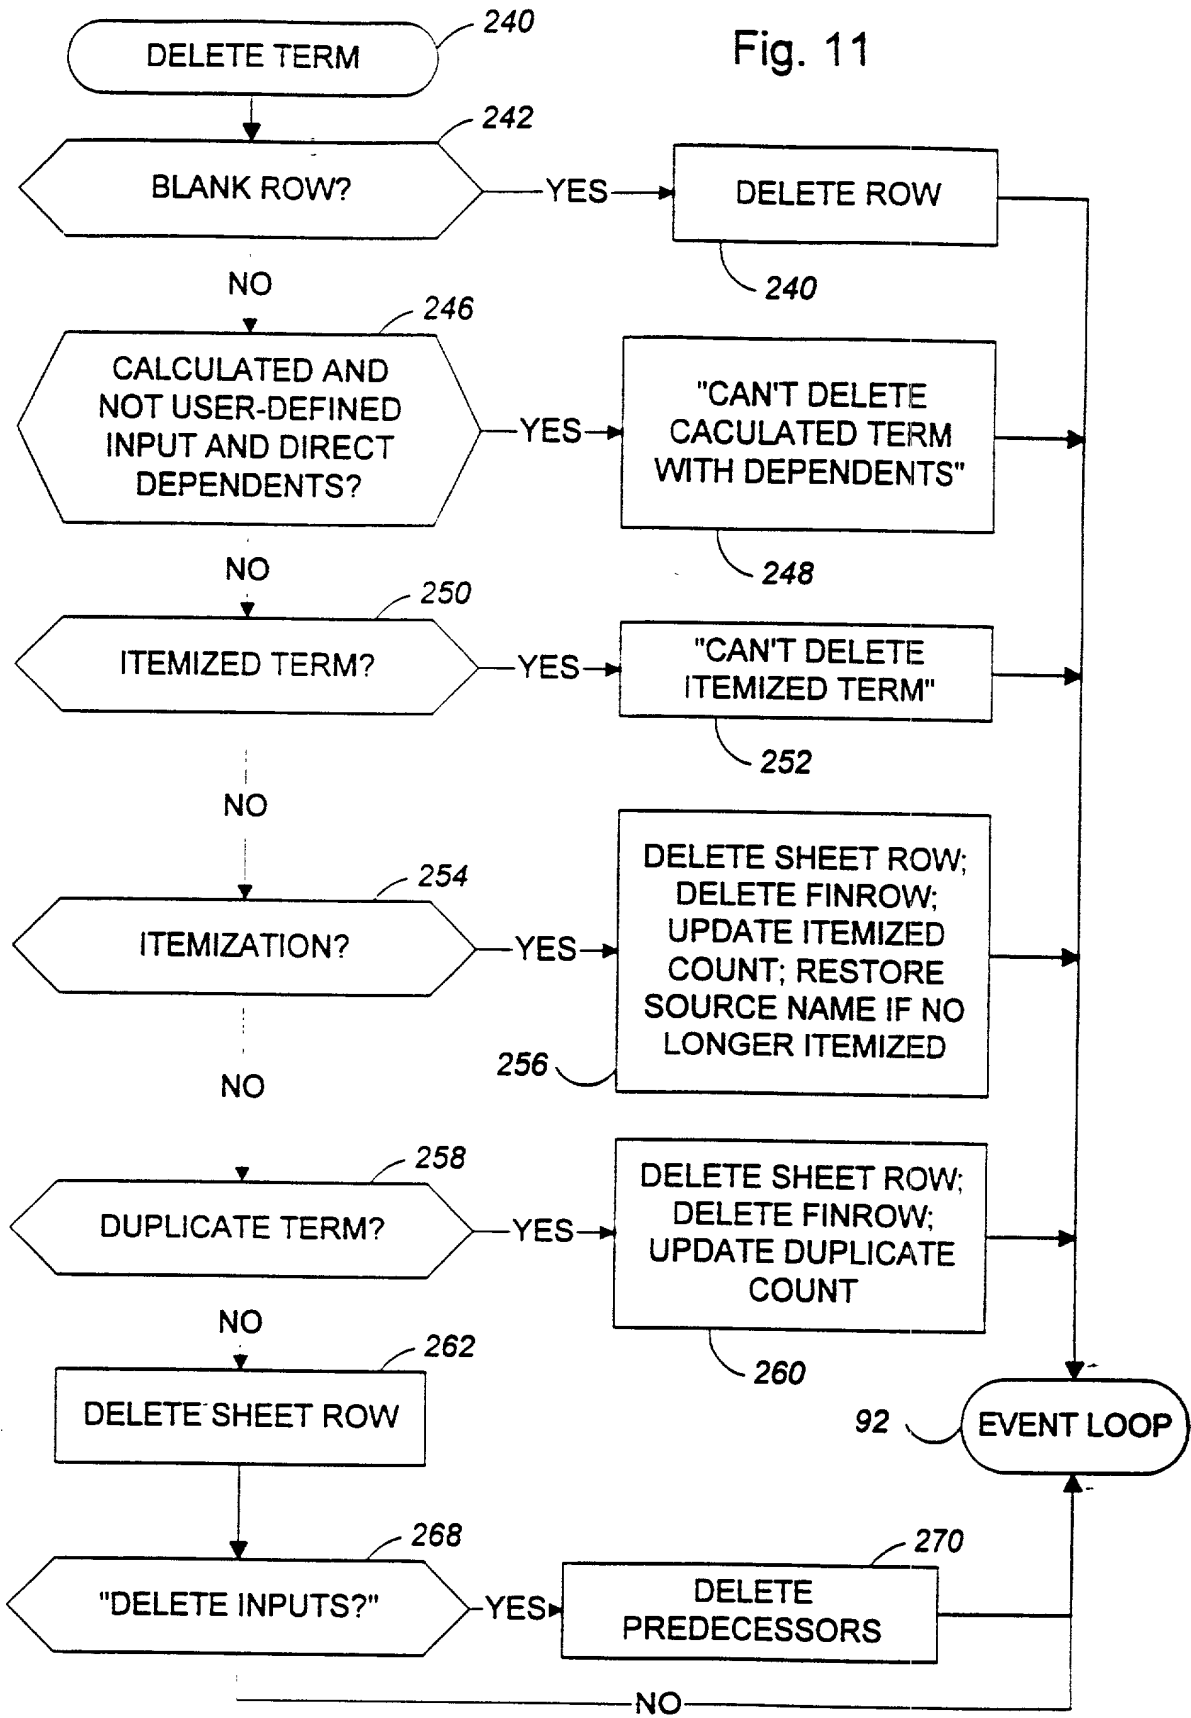 240
Fig. 11
DELETE TERM
242
BLANK ROW?
YES
DELETE ROW
240
NO
246
CALCULATED AND
NOT USER-DEFINED
INPUT AND DIRECT
DEPENDENTS?
YES
"CAN'T DELETE
CACULATED TERM
WITH DEPENDENTS"
248
NO
250
ITEMIZED TERM?
YES
"CAN'T DELETE
ITEMIZED TERM"
252
NO
254
ITEMIZATION?
YES
DELETE SHEET ROW;
DELETE FINROW;
UPDATE ITEMIZED
COUNT; RESTORE
SOURCE NAME IF NO
LONGER ITEMIZED
256
NO
258
DUPLICATE TERM?
YES
DELETE SHEET ROW;
DELETE FINROW;
UPDATE DUPLICATE
COUNT
260
NO
262
DELETE SHEET ROW
92
EVENT LOOP
268
"DELETE INPUTS?"
YES
270
DELETE
PREDECESSORS
NO